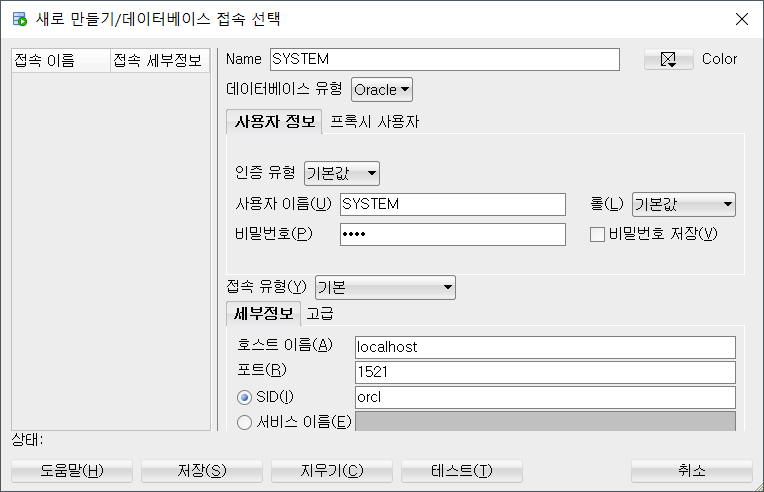 새로 만들기/데이터베이스 접속 선택
접속 이름 접속 세부정보
Name SYSTEM Color
데이터베이스 유형 Oracle
사용자 정보 프록시 사용자
인증 유형 기본값
사용자 이름(U) SYSTEM 롤(L) 기본값
비밀번호(P) •••• 비밀번호 저장(V)
접속 유형(Y) 기본
세부정보 고급
호스트 이름(A) localhost
포트(R) 1521
SID(I) orcl
서비스 이름(E)
상태:
도움말(H) 저장(S) 지우기(C) 테스트(T) 취소